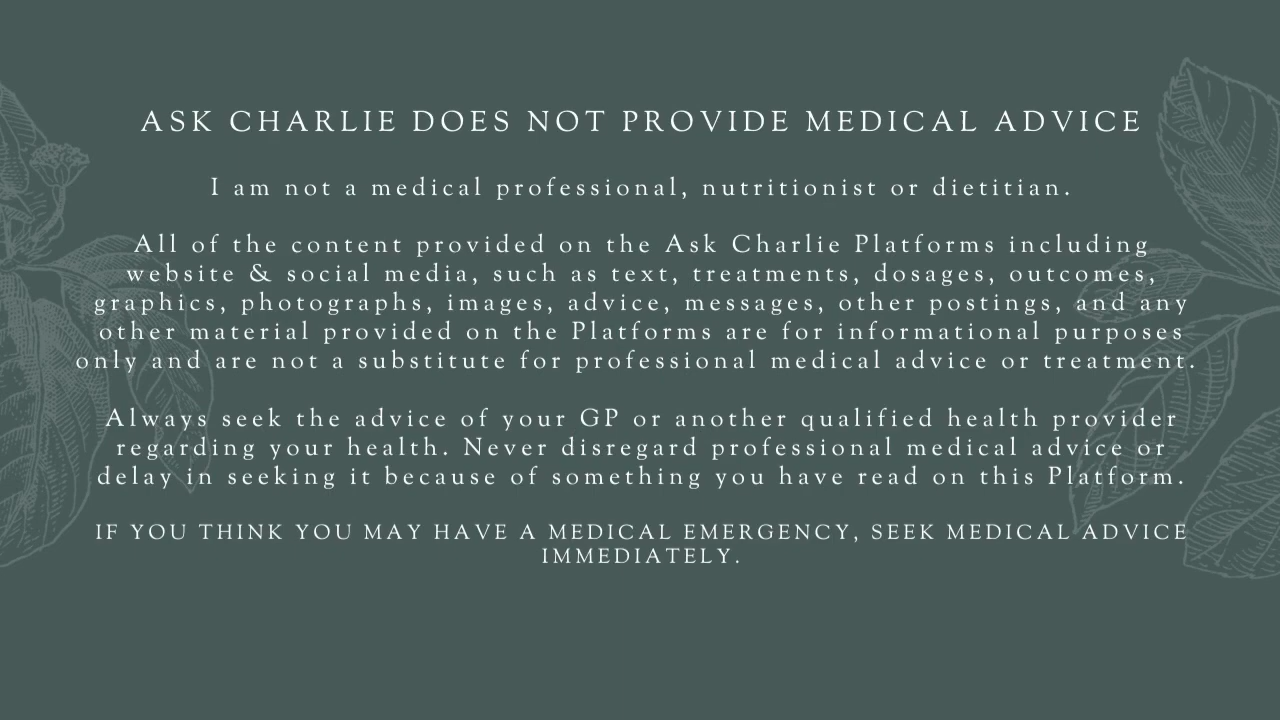 ASK CHARLIE DOES NOT PROVIDE MEDICAL ADVICE
I am not a medical professional, nutritionist or dietitian.
All of the content provided on the Ask Charlie Platforms including
website & social media, such as text, treatments, dosages, outcomes,
graphics, photographs, images, advice, messages, other postings, and any
other material provided on the Platforms are for informational purposes
only and are not a substitute for professional medical advice or treatment.
Always seek the advice of your GP or another qualified health provider
regarding your health. Never disregard professional medical advice or
delay in seeking it because of something you have read on this Platform.
IF YOU THINK YOU MAY HAVE A MEDICAL EMERGENCY, SEEK MEDICAL ADVICE
IMMEDIATELY.